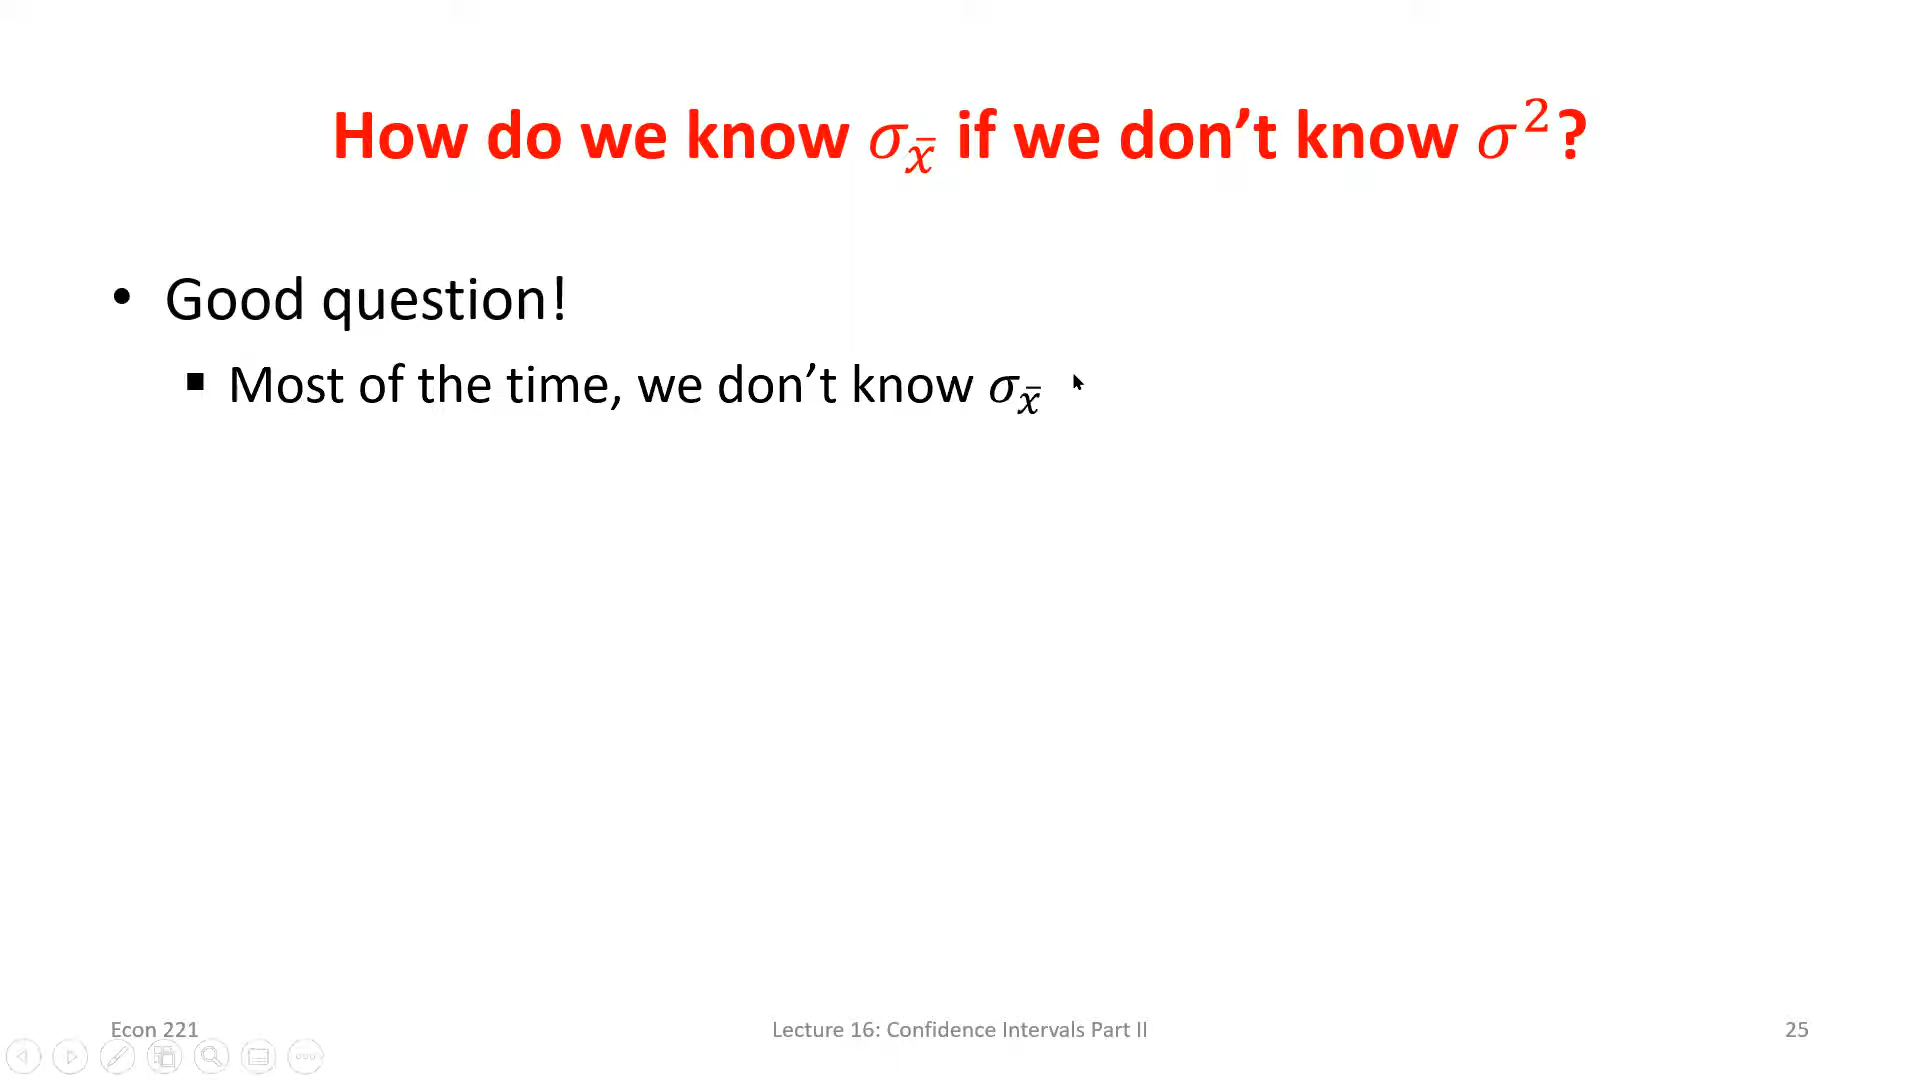 How do we know σ_x̄ if we don’t know σ²?
• Good question!
▪ Most of the time, we don’t know σ_x̄
Econ 221
Lecture 16: Confidence Intervals Part II
25